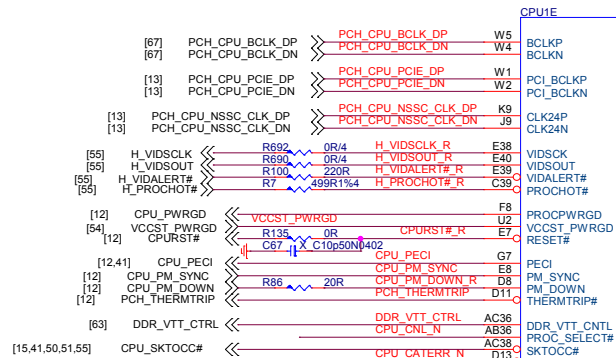 CPU1E
[67] PCH_CPU_BCLK_DP PCH_CPU_BCLK_DP W5 BCLKP
[67] PCH_CPU_BCLK_DN PCH_CPU_BCLK_DN W4 BCLKN
[13] PCH_CPU_PCIE_DP PCH_CPU_PCIE_DP W1 PCI_BCLKP
[13] PCH_CPU_PCIE_DN PCH_CPU_PCIE_DN W2 PCI_BCLKN
[13] PCH_CPU_NSSC_CLK_DP PCH_CPU_NSSC_CLK_DP K9 CLK24P
[13] PCH_CPU_NSSC_CLK_DN PCH_CPU_NSSC_CLK_DN J9 CLK24N
[55] H_VIDSCLK R692 0R/4 H_VIDSCLK_R E38 VIDSCK
[55] H_VIDSOUT R690 0R/4 H_VIDSOUT_R E40 VIDSOUT
[55] H_VIDALERT# R100 220R H_VIDALERT#_R E39 VIDALERT#
[55] H_PROCHOT# R7 499R1%4 H_PROCHOT#_R C39 PROCHOT#
[12] CPU_PWRGD F8 PROCPWRGD
[54] VCCST_PWRGD VCCST_PWRGD U2 VCCST_PWRGD
[12] CPURST# R135 0R CPURST#_R E7 RESET#
C67 X_C10p50N0402
[12,41] CPU_PECI CPU_PECI G7 PECI
[12] CPU_PM_SYNC CPU_PM_SYNC E8 PM_SYNC
[12] CPU_PM_DOWN R86 20R CPU_PM_DOWN_R D8 PM_DOWN
[12] PCH_THERMTRIP PCH_THERMTRIP D11 THERMTRIP#
[63] DDR_VTT_CTRL DDR_VTT_CTRL AC36 DDR_VTT_CNTL
CPU_CNL_N AB36 PROC_SELECT#
[15,41,50,51,55] CPU_SKTOCC# AC38 SKTOCC#
CPU_CATERR_N D13